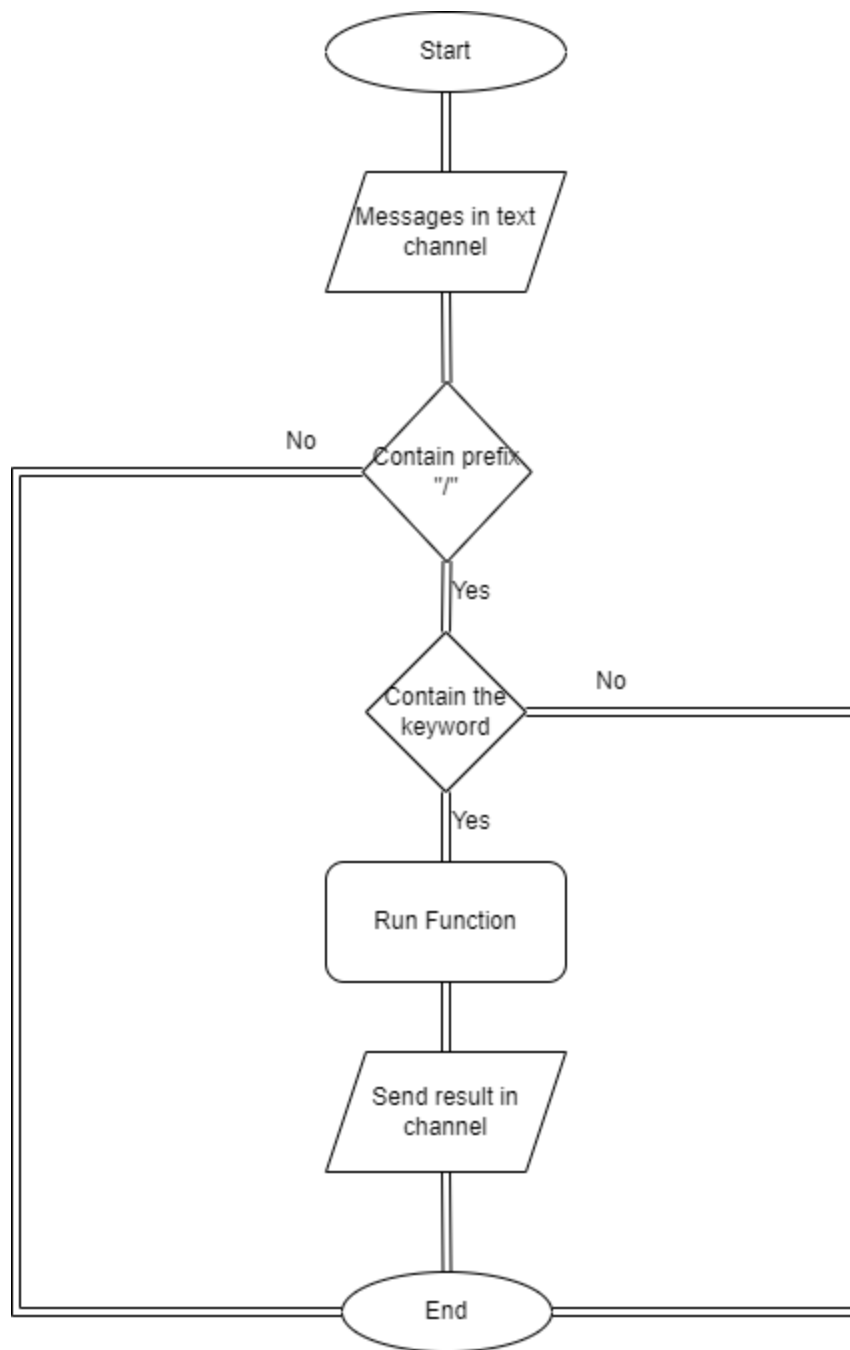 Start
Messages in text
channel
No
Contain prefix
"/"
Yes
Contain the
keyword
No
Yes
Run Function
Send result in
channel
End